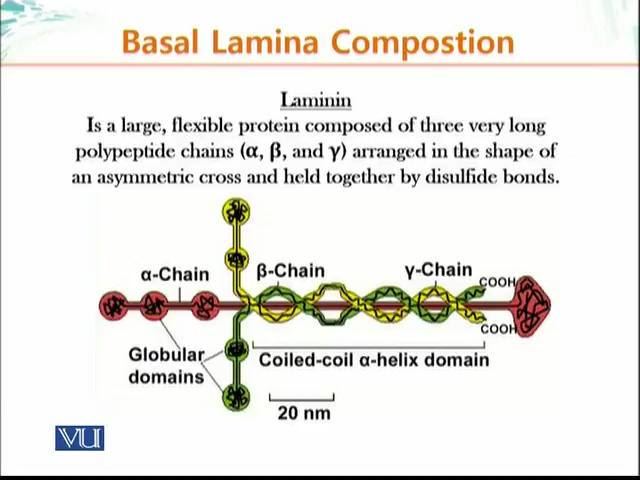 Basal Lamina Compostion
Laminin
Is a large, flexible protein composed of three very long
polypeptide chains (α, β, and γ) arranged in the shape of
an asymmetric cross and held together by disulfide bonds.
α-Chain
β-Chain
γ-Chain
COOH
COOH
Globular
domains
Coiled-coil α-helix domain
20 nm
VU